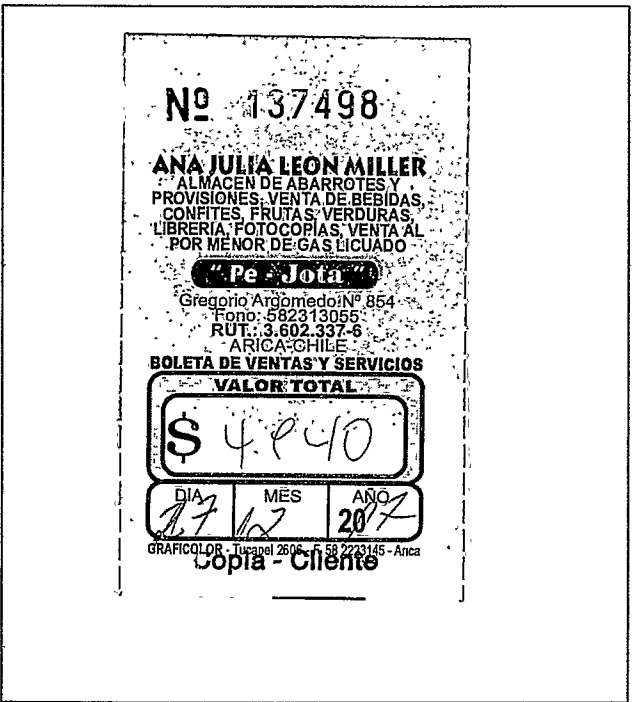 Nº 137498
ANA JULIA LEON MILLER
ALMACEN DE ABARROTES Y
PROVISIONES, VENTA DE BEBIDAS,
CONFITES, FRUTAS, VERDURAS,
LIBRERIA, FOTOCOPIAS, VENTA AL
POR MENOR DE GAS LICUADO
"Pe - Jota"
Gregorio Argomedo Nº 854
Fono: 582313055
RUT.: 3.602.337-6
ARICA-CHILE
BOLETA DE VENTAS Y SERVICIOS
VALOR TOTAL
$ 4.940
DIA MES AÑO
27 12 20
GRAFICOLOR - Tucapel 2606 - F. 58 2223145 - Arica
Copia - Cliente